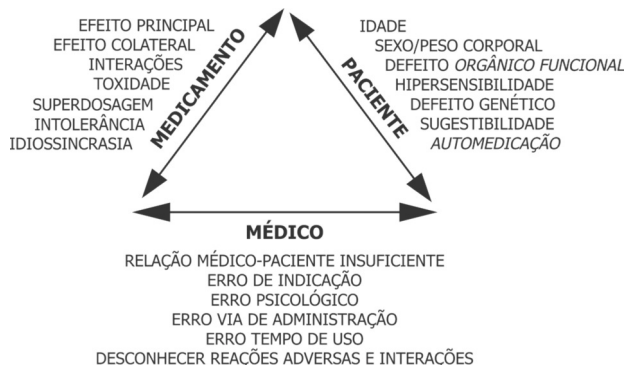 EFEITO PRINCIPAL
EFEITO COLATERAL
INTERAÇÕES
TOXIDADE
SUPERDOSAGEM
INTOLERÂNCIA
IDIOSSINCRASIA
MEDICAMENTO
PACIENTE
IDADE
SEXO/PESO CORPORAL
DEFEITO ORGÂNICO FUNCIONAL
HIPERSENSIBILIDADE
DEFEITO GENÉTICO
SUGESTIBILIDADE
AUTOMEDICAÇÃO
MÉDICO
RELAÇÃO MÉDICO-PACIENTE INSUFICIENTE
ERRO DE INDICAÇÃO
ERRO PSICOLÓGICO
ERRO VIA DE ADMINISTRAÇÃO
ERRO TEMPO DE USO
DESCONHECER REAÇÕES ADVERSAS E INTERAÇÕES